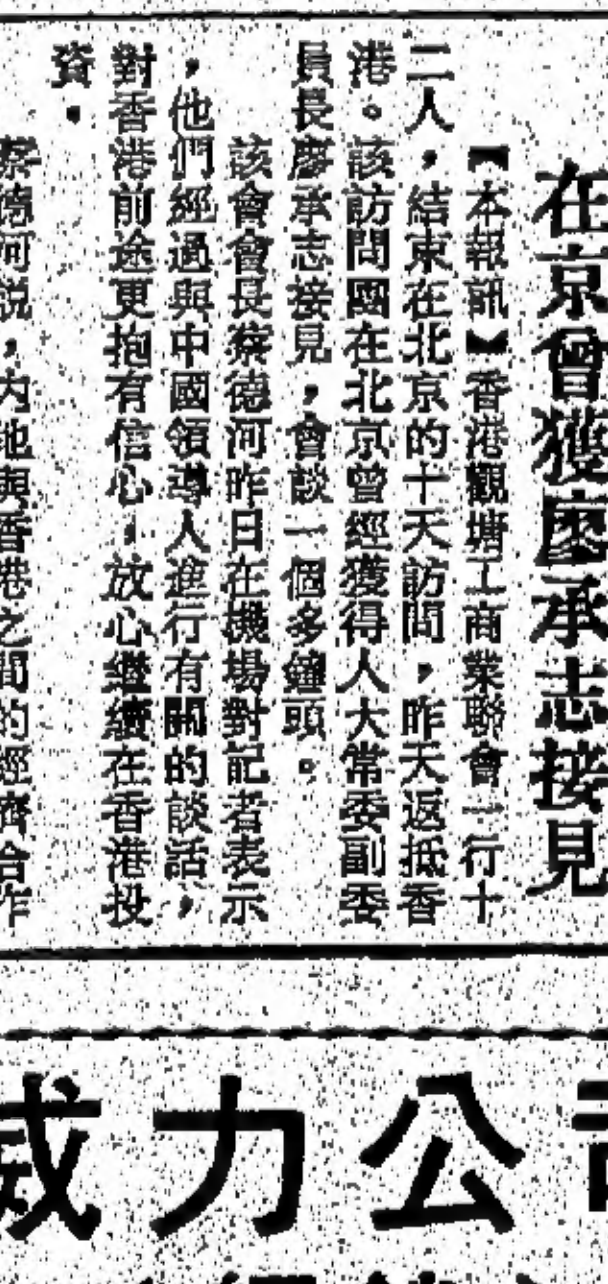 在京曾獲廖承志接見
【本報訊】香港觀塘工商業聯會一行十
二人，結束在北京的十天訪問，昨天返抵香
港。該訪問團在北京曾經獲得人大常委副委
員長廖承志接見，會談一個多鐘頭。
該會會長蔡德河昨日在機場對記者表示
，他們經過與中國領導人進行有關的談話，
對香港前途更抱有信心，放心繼續在香港投
資。
蔡德河說，內地與香港之間的經濟合作
威力公司